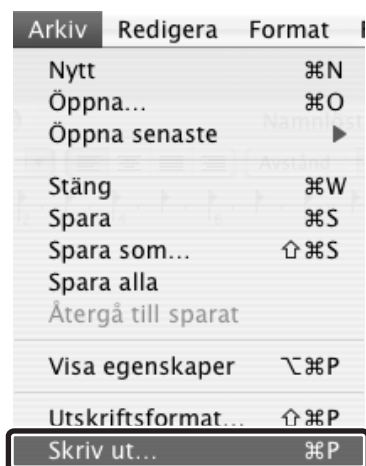 Arkiv Redigera Format
Nytt ⌘N
Öppna... ⌘O
Öppna senaste ▶
Stäng ⌘W
Spara ⌘S
Spara som... ⇧⌘S
Spara alla
Återgå till sparat
Visa egenskaper ⌥⌘P
Utskriftsformat... ⇧⌘P
Skriv ut... ⌘P